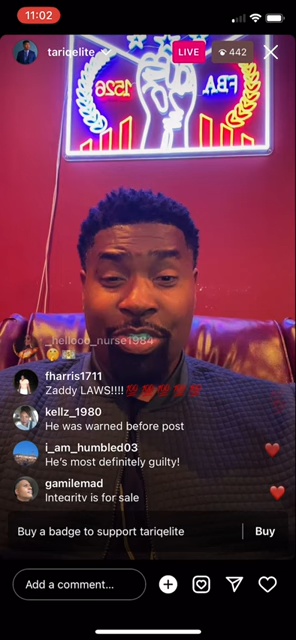 11:02
tariqelite
LIVE
442
1526
FBA
_hellooo_nurse1984
fharris1711
Zaddy LAWS!!!!💯💯💯💯💯
kellz_1980
He was warned before post
i_am_humbled03
He's most definitely guilty!
gamilemad
Integrity is for sale
Buy a badge to support tariqelite
Buy
Add a comment...